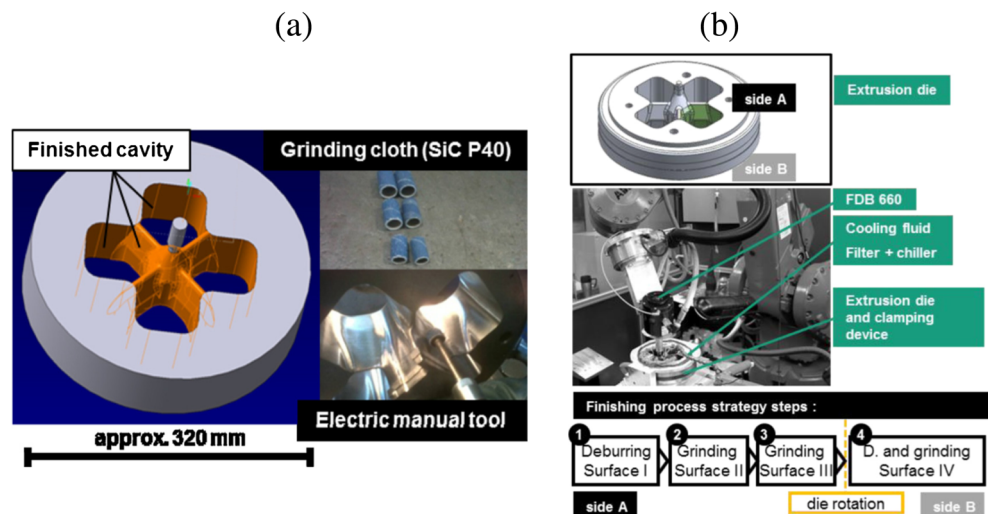 (a)
Finished cavity
Grinding cloth (SiC P40)
Electric manual tool
approx. 320 mm
(b)
side A
side B
Extrusion die
FDB 660
Cooling fluid
Filter + chiller
Extrusion die
and clamping
device
Finishing process strategy steps :
1
Deburring
Surface I
2
Grinding
Surface II
3
Grinding
Surface III
4
D. and grinding
Surface IV
side A
die rotation
side B